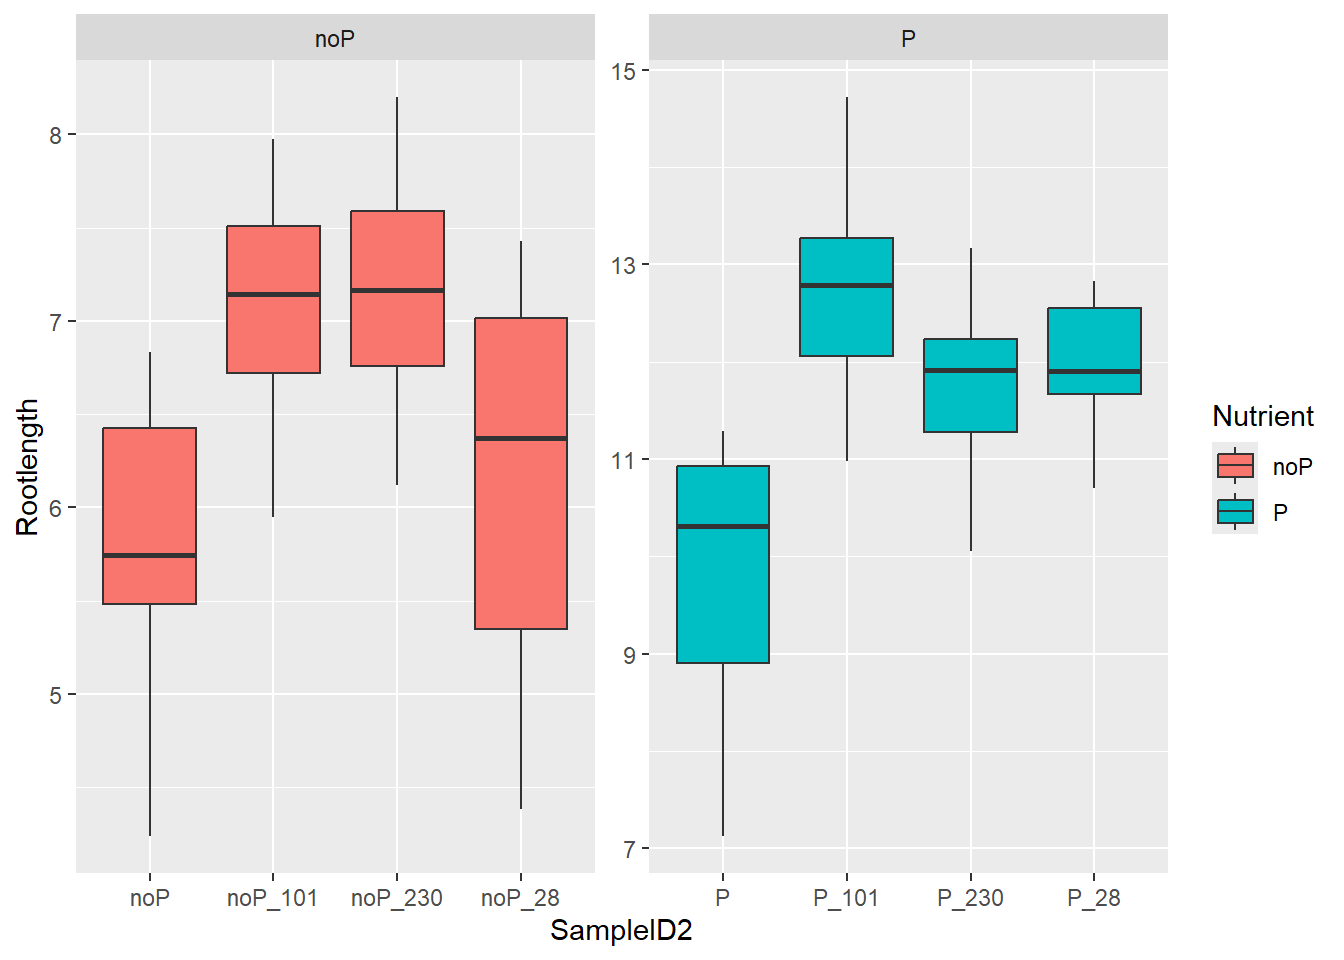 noP
P
8
7
6
5
15
13
11
9
7
Rootlength
noP noP_101 noP_230 noP_28
P P_101 P_230 P_28
SampleID2
Nutrient
noP
P